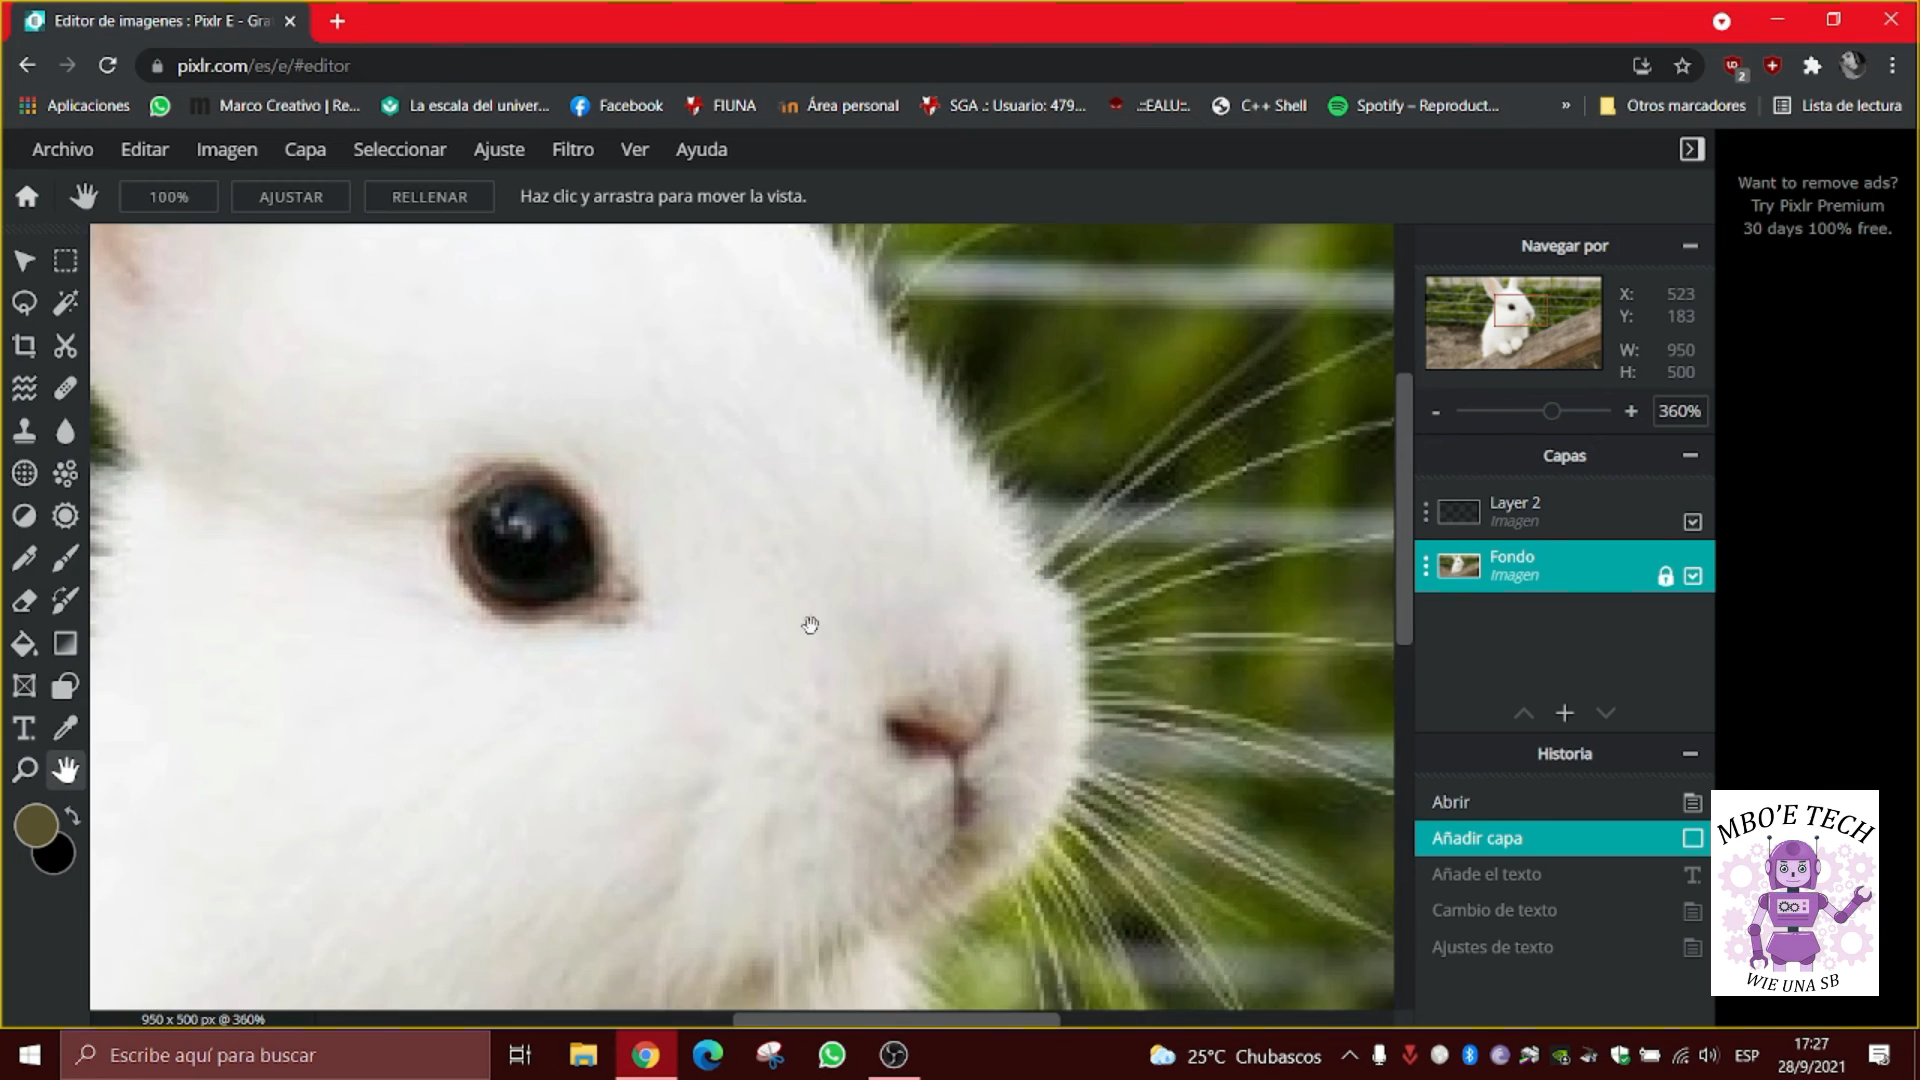 Editor de imagenes : Pixlr E - Gra
pixlr.com/es/e/#editor
2
Aplicaciones
Marco Creativo | Re...
La escala del univer...
Facebook
FIUNA
Área personal
SGA .: Usuario: 479...
.::EALU::.
C++ Shell
Spotify – Reproduct...
»
Otros marcadores
Lista de lectura
Archivo Editar Imagen Capa Seleccionar Ajuste Filtro Ver Ayuda
100% AJUSTAR RELLENAR Haz clic y arrastra para mover la vista.
Want to remove ads?
Try Pixlr Premium
30 days 100% free.
Navegar por
X: 523
Y: 183
W: 950
H: 500
- + 360%
Capas
Layer 2
Imagen
Fondo
Imagen
Historia
Abrir
Añadir capa
Añade el texto
Cambio de texto
Ajustes de texto
MBO'E TECH
WIE UNA SB
950 x 500 px @ 360%
Escribe aquí para buscar
25°C Chubascos
ESP
17:27
28/9/2021